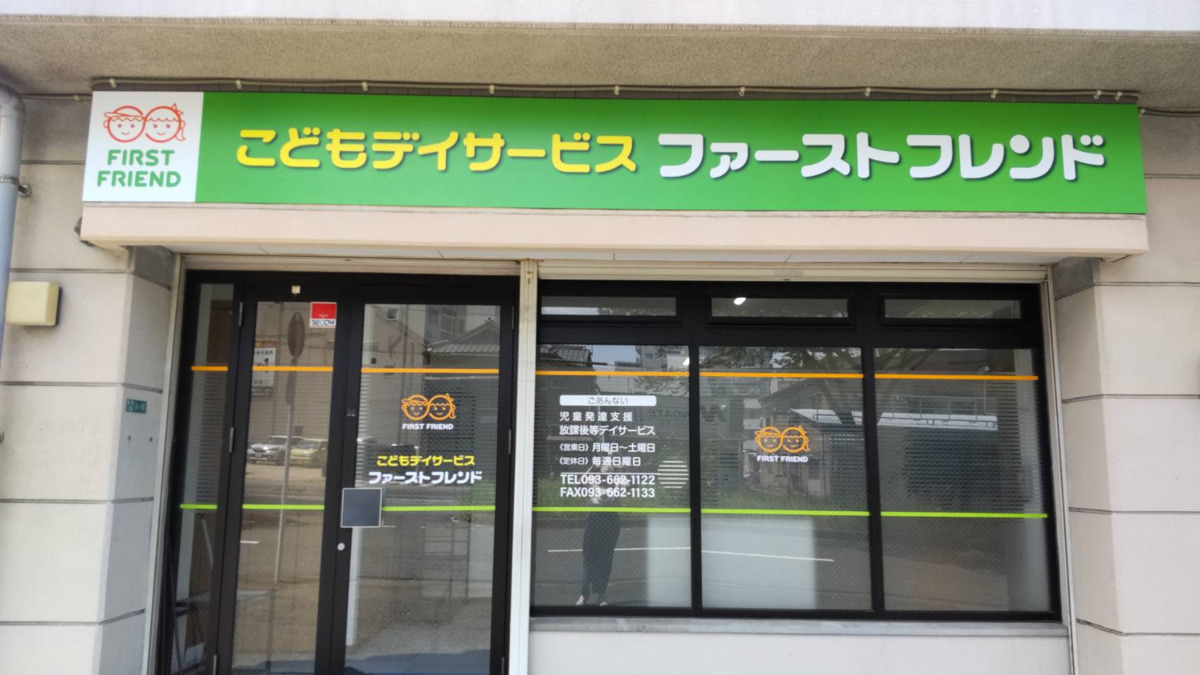 FIRST
FRIEND
こどもデイサービス ファーストフレンド
SECOM
FIRST FRIEND
こどもデイサービス
ファーストフレンド
ごあんない
児童発達支援
放課後等デイサービス
《営業日》月曜日～土曜日
《定休日》毎週日曜日
TEL093-662-1122
FAX093-662-1133
FIRST FRIEND